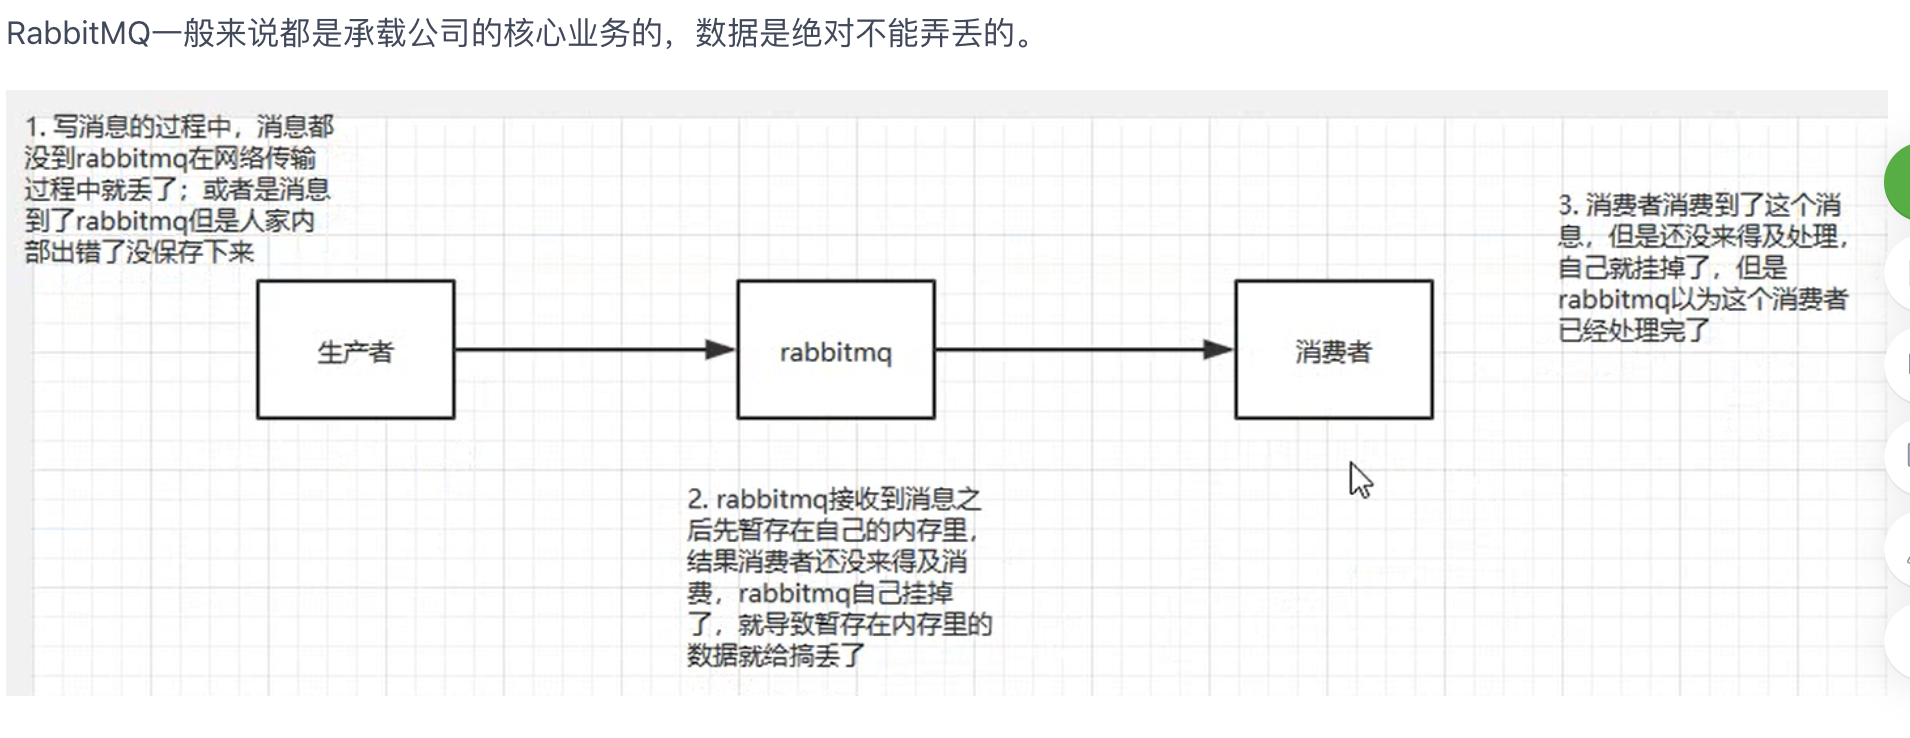 RabbitMQ一般来说都是承载公司的核心业务的，数据是绝对不能弄丢的。
1. 写消息的过程中，消息都
没到rabbitmq在网络传输
过程中就丢了；或者是消息
到了rabbitmq但是人家内
部出错了没保存下来
生产者
rabbitmq
消费者
3. 消费者消费到了这个消
息，但是还没来得及处理，
自己就挂掉了，但是
rabbitmq以为这个消费者
已经处理完了
2. rabbitmq接收到消息之
后先暂存在自己的内存里，
结果消费者还没来得及消
费，rabbitmq自己挂掉
了，就导致暂存在内存里的
数据就给搞丢了